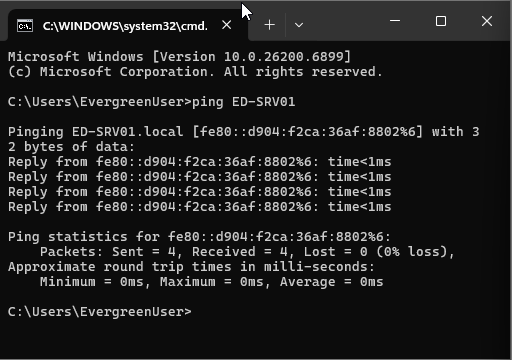 C:\WINDOWS\system32\cmd.
Microsoft Windows [Version 10.0.26200.6899]
(c) Microsoft Corporation. All rights reserved.
C:\Users\EvergreenUser>ping ED-SRV01
Pinging ED-SRV01.local [fe80::d904:f2ca:36af:8802%6] with 3
2 bytes of data:
Reply from fe80::d904:f2ca:36af:8802%6: time<1ms
Reply from fe80::d904:f2ca:36af:8802%6: time<1ms
Reply from fe80::d904:f2ca:36af:8802%6: time<1ms
Reply from fe80::d904:f2ca:36af:8802%6: time<1ms
Ping statistics for fe80::d904:f2ca:36af:8802%6:
    Packets: Sent = 4, Received = 4, Lost = 0 (0% loss),
Approximate round trip times in milli-seconds:
    Minimum = 0ms, Maximum = 0ms, Average = 0ms
C:\Users\EvergreenUser>